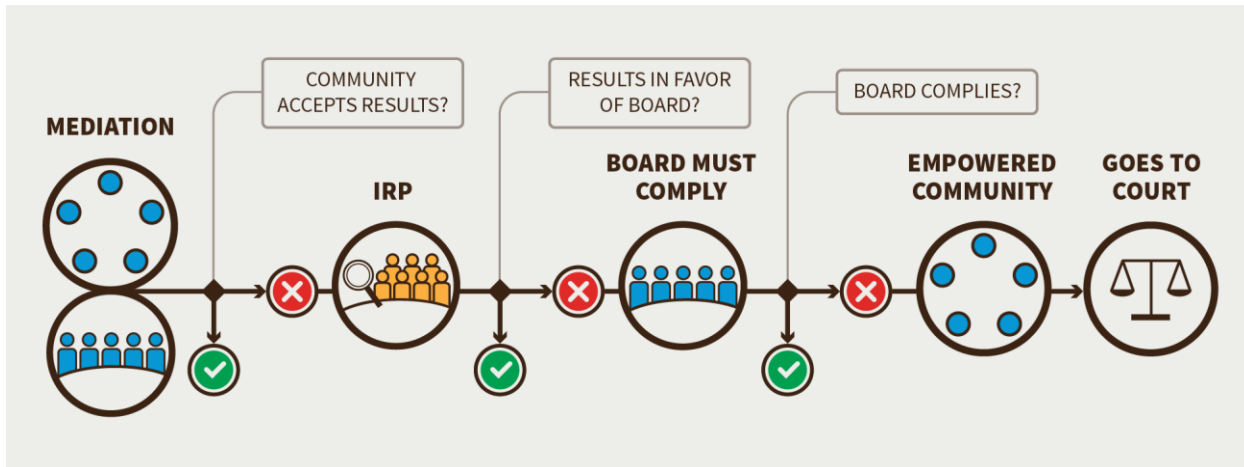 COMMUNITY
ACCEPTS RESULTS?
RESULTS IN FAVOR
OF BOARD?
BOARD COMPLIES?
MEDIATION
IRP
BOARD MUST
COMPLY
EMPOWERED
COMMUNITY
GOES TO
COURT